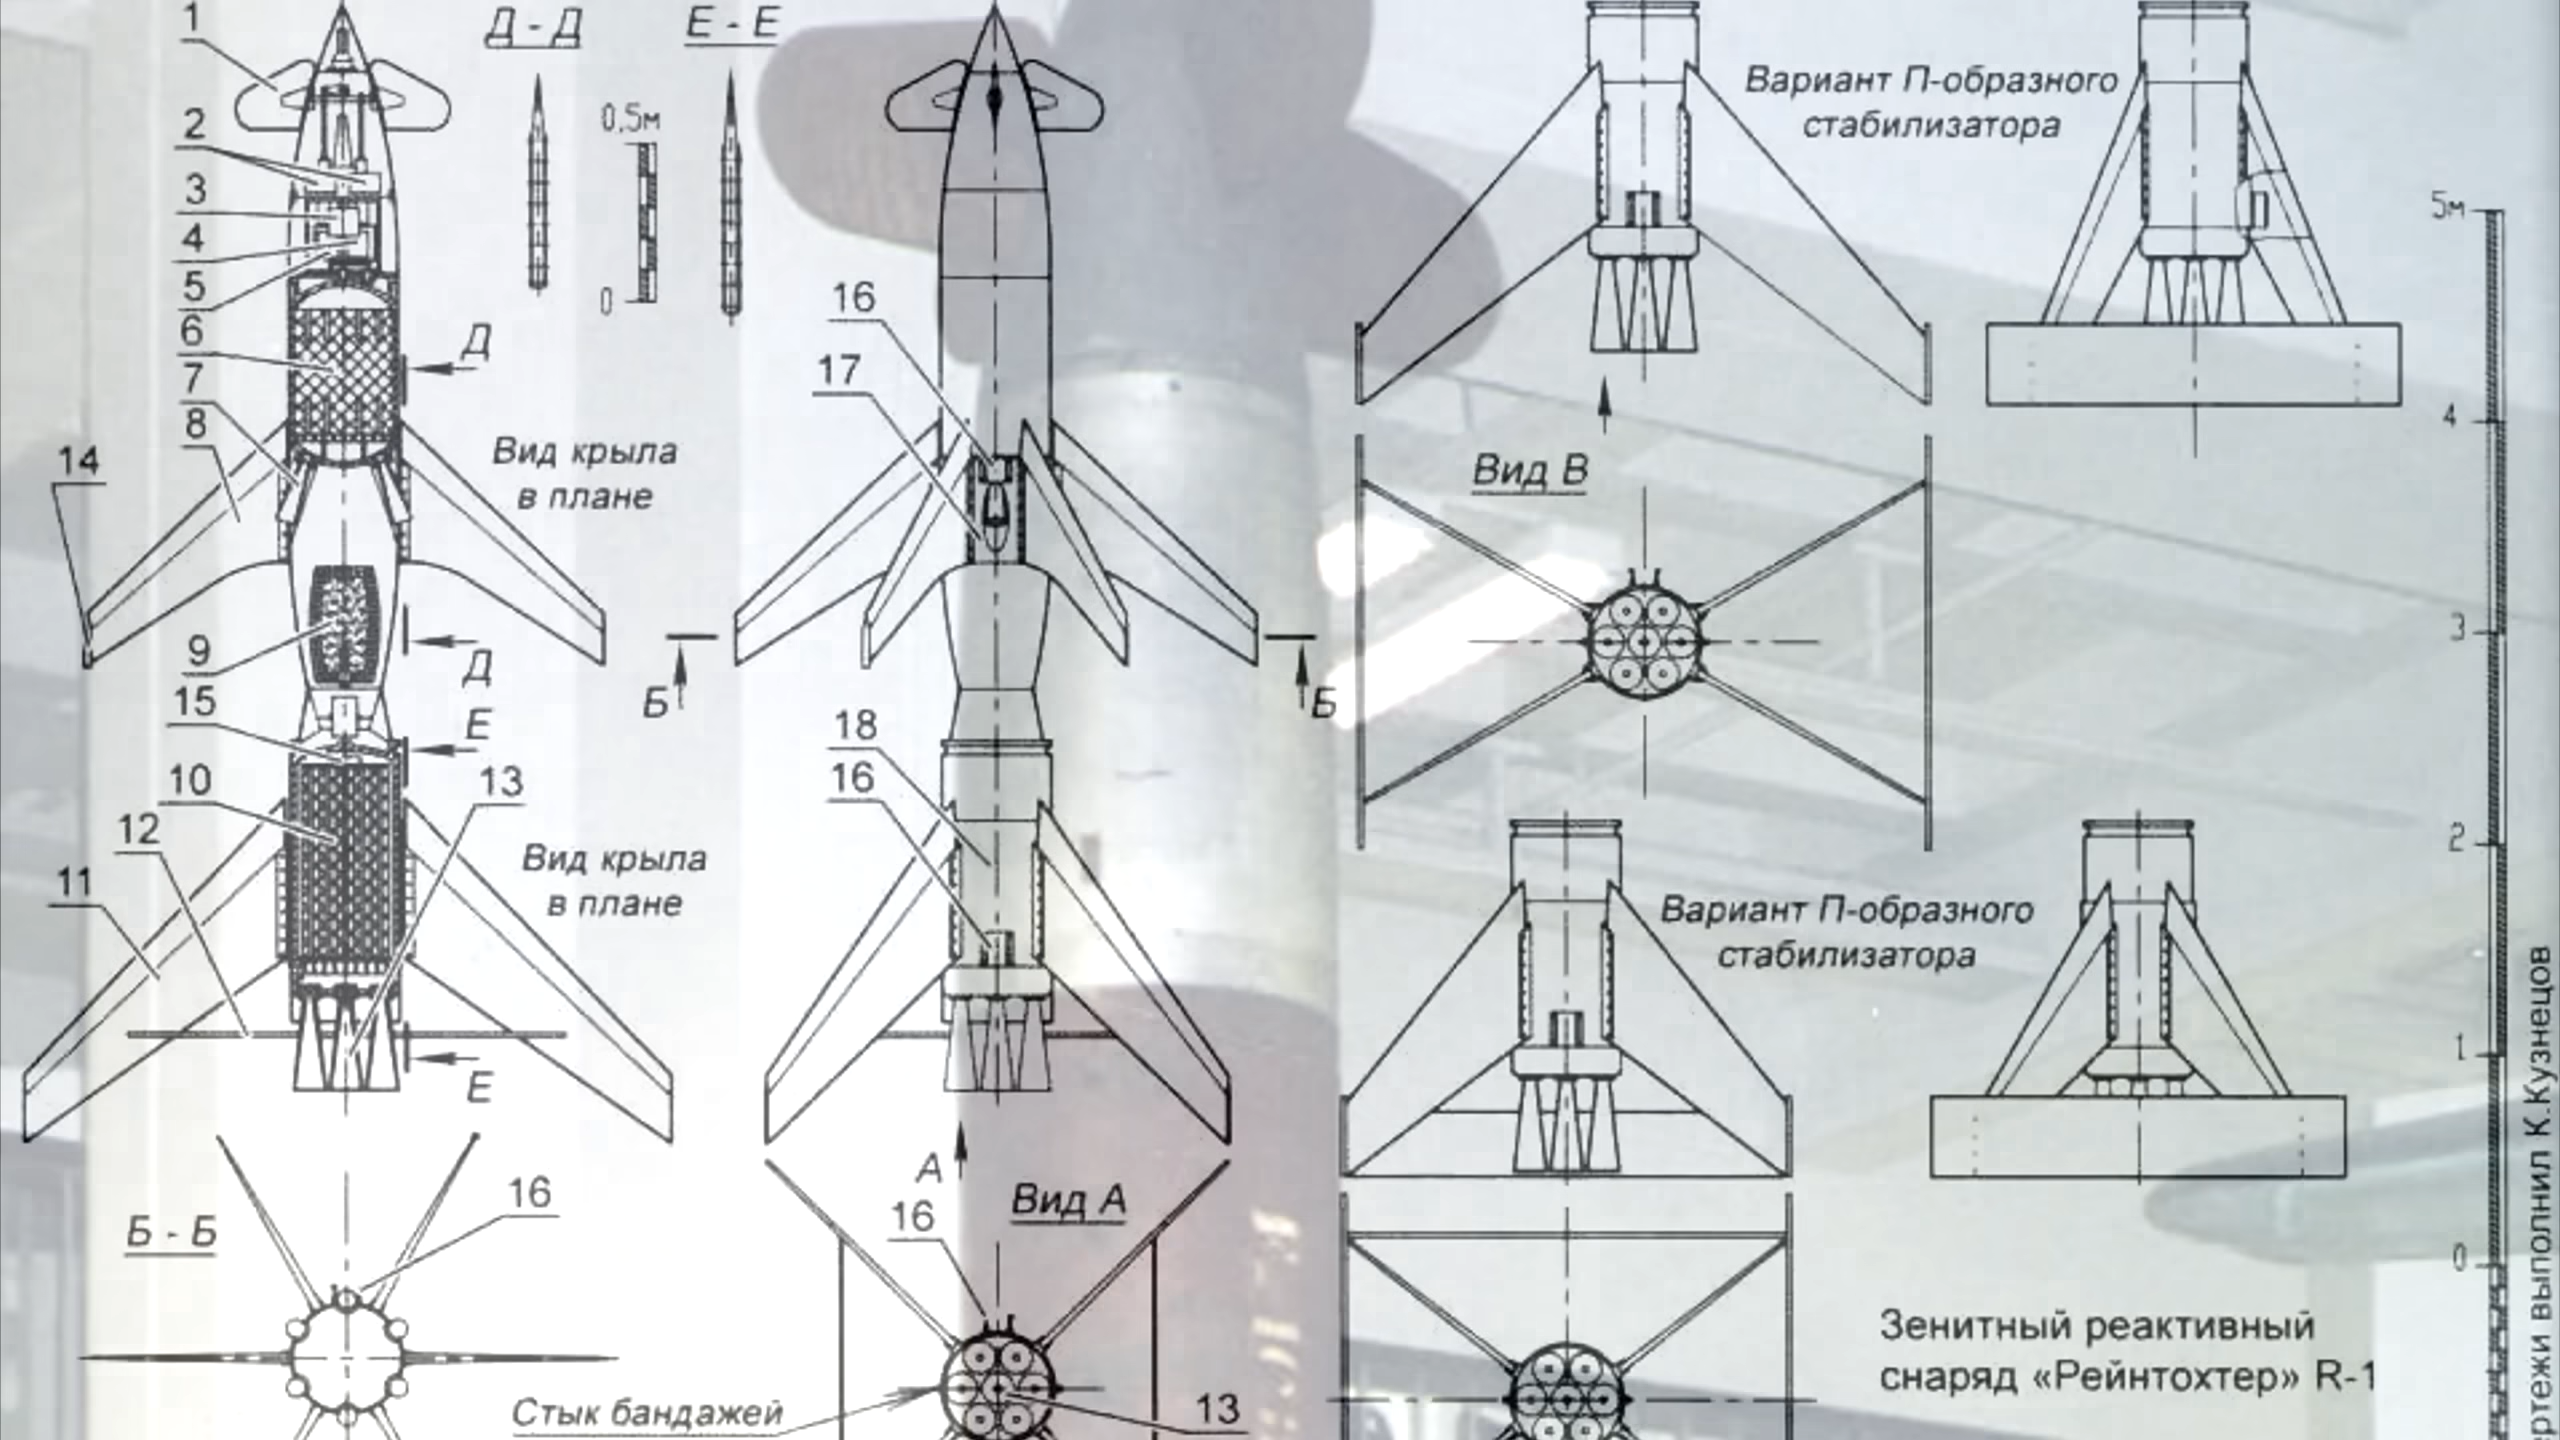 1
Д - Д
Е - Е
2
0,5м
3
4
5
6
7
8
0
Д
14
Вид крыла
в плане
9
Д
15
Е
10
13
12
11
Вид крыла
в плане
Е
16
17
Б
Б
18
16
А
Вид А
16
Б - Б
16
Стык бандажей
13
Вариант П-образного
стабилизатора
Вид В
Вариант П-образного
стабилизатора
5м
4
3
2
1
0
Зенитный реактивный
снаряд «Рейнтохтер» R-1
ертежи выполнил К.Кузнецов